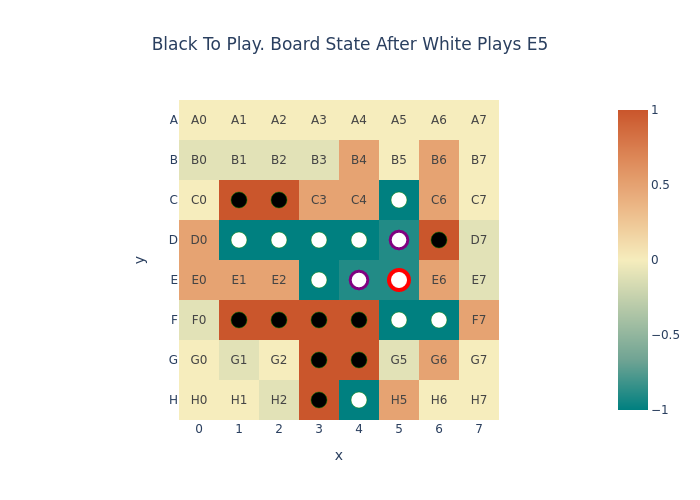 Black To Play. Board State After White Plays E5
A A0 A1 A2 A3 A4 A5 A6 A7
B B0 B1 B2 B3 B4 B5 B6 B7
C C0 C3 C4 C6 C7
D D0 D7
E E0 E1 E2 E6 E7
F F0 F7
G G0 G1 G2 G5 G6 G7
H H0 H1 H2 H5 H6 H7
0 1 2 3 4 5 6 7
x
y
1
0.5
0
−0.5
−1